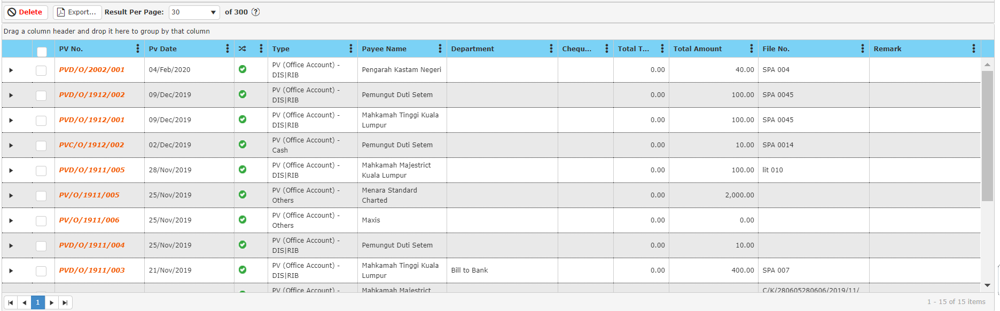 Delete Export... Result Per Page: 30 of 300 ?
Drag a column header and drop it here to group by that column
PV No. Pv Date Type Payee Name Department Chequ... Total T... Total Amount File No. Remark
PVD/O/2002/001 04/Feb/2020 PV (Office Account) - Pengarah Kastam Negeri 0.00 40.00 SPA 004
DIS|RIB
PVD/O/1912/002 09/Dec/2019 PV (Office Account) - Pemungut Duti Setem 0.00 100.00 SPA 0045
DIS|RIB
PVD/O/1912/001 09/Dec/2019 PV (Office Account) - Mahkamah Tinggi Kuala 0.00 100.00 SPA 0045
DIS|RIB Lumpur
PVC/O/1912/002 02/Dec/2019 PV (Office Account) - Pemungut Duti Setem 0.00 10.00 SPA 0014
Cash
PVD/O/1911/005 28/Nov/2019 PV (Office Account) - Mahkamah Majestrict 0.00 100.00 lit 010
DIS|RIB Kuala Lumpur
PV/O/1911/005 25/Nov/2019 PV (Office Account) - Menara Standard 0.00 2,000.00
Others Charted
PV/O/1911/006 25/Nov/2019 PV (Office Account) - Maxis 0.00 0.00
Others
PVD/O/1911/004 25/Nov/2019 PV (Office Account) - Pemungut Duti Setem 0.00 10.00
DIS|RIB
PVD/O/1911/003 21/Nov/2019 PV (Office Account) - Mahkamah Tinggi Kuala Bill to Bank 0.00 400.00 SPA 007
DIS|RIB Lumpur
PV (Office Account) - Mahkamah Majestrict C/K/280605280606/2019/11/
1 1 - 15 of 15 items